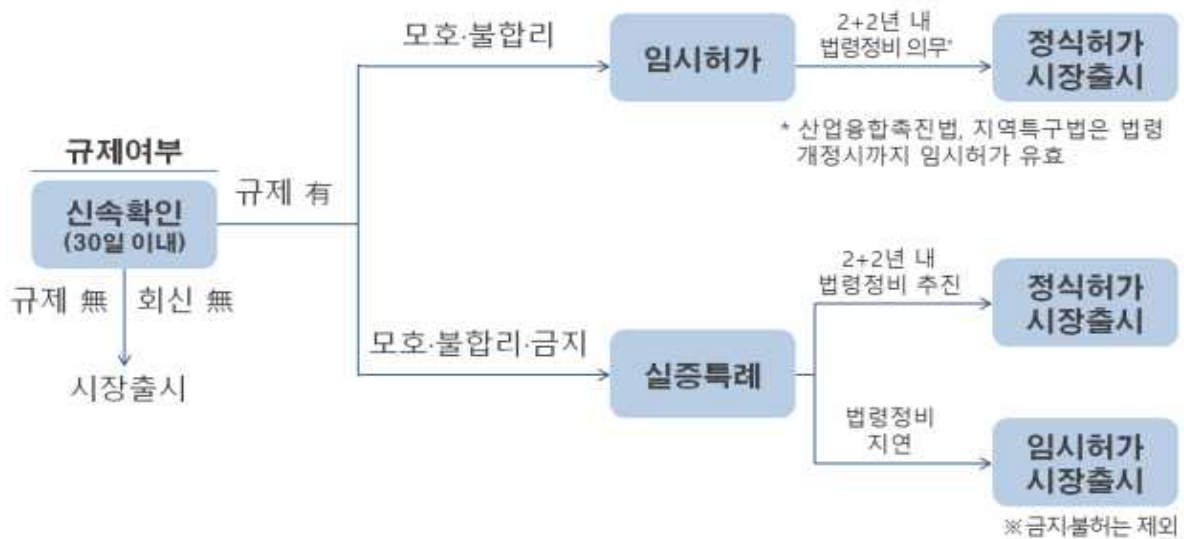 규제여부
신속확인
(30일 이내)
규제 無
회신 無
시장출시
규제 有
모호·불합리
임시허가
2+2년 내
법령정비 의무*
정식허가
시장출시
* 산업융합촉진법, 지역특구법은 법령
개정시까지 임시허가 유효
모호·불합리·금지
실증특례
2+2년 내
법령정비 추진
정식허가
시장출시
법령정비
지연
임시허가
시장출시
※금지·불허는 제외